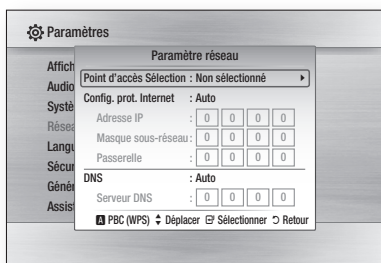 Paramètres
Paramètre réseau
Affich
Audio
Systè
Résea
Langu
Sécur
Génér
Assis
Point d'accès Sélection : Non sélectionné
Config. prot. Internet : Auto
Adresse IP : 0 0 0 0
Masque sous-réseau : 0 0 0 0
Passerelle : 0 0 0 0
DNS : Auto
Serveur DNS : 0 0 0 0
A PBC (WPS) Déplacer Sélectionner Retour